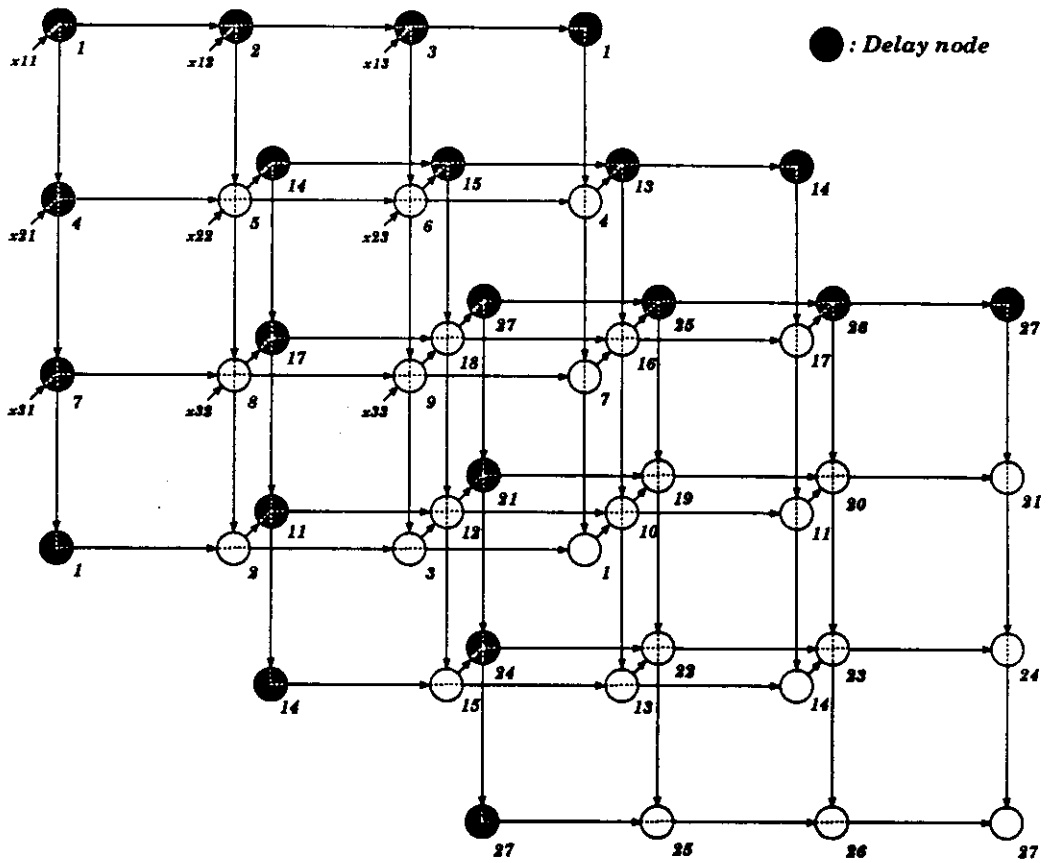 : Delay node
1 2 3 1
x11 x12 x13
14 15 13 14
4 5 6 4
x21 x22 x23
27 25 26 27
17 18 16 17
7 8 9 7
x31 x32 x33
21 19 20 21
11 12 10 11
1 2 3 1
24 22 23 24
14 15 13 14
27 25 26 27